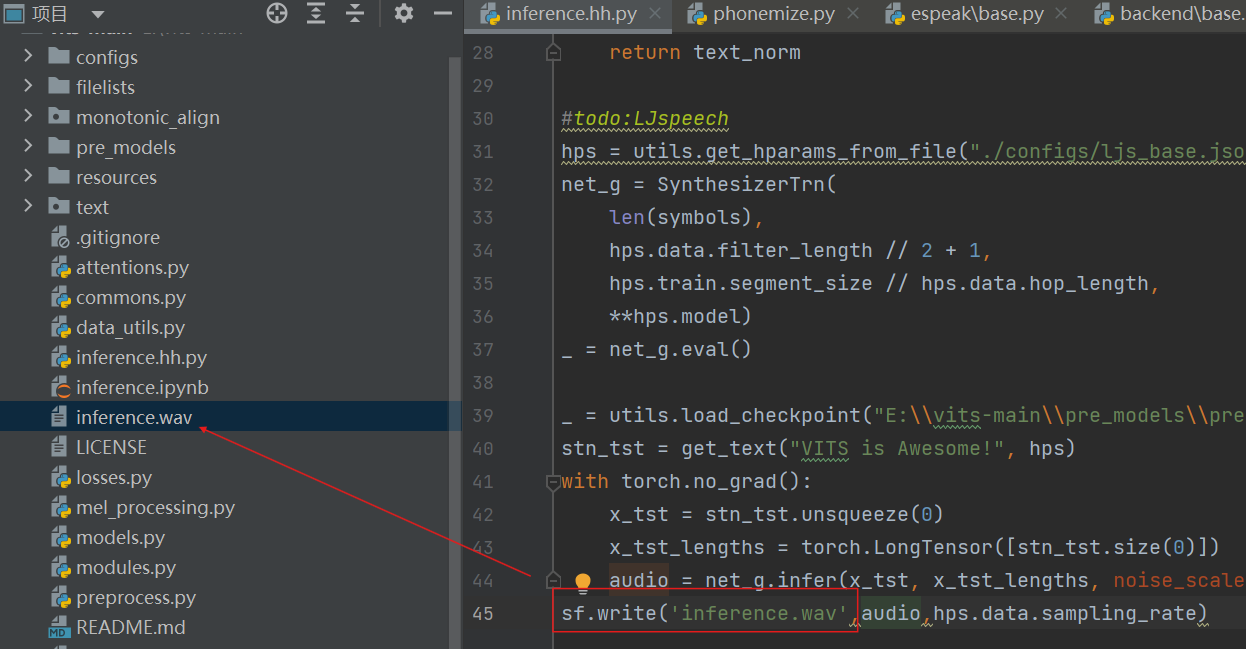 项目
configs
filelists
monotonic_align
pre_models
resources
text
.gitignore
attentions.py
commons.py
data_utils.py
inference.hh.py
inference.ipynb
inference.wav
LICENSE
losses.py
mel_processing.py
models.py
modules.py
preprocess.py
MD README.md
inference.hh.py phonemize.py espeak\base.py backend\base.
28 return text_norm
29
30 #todo:LJspeech
31 hps = utils.get_hparams_from_file("./configs/ljs_base.jso
32 net_g = SynthesizerTrn(
33 len(symbols),
34 hps.data.filter_length // 2 + 1,
35 hps.train.segment_size // hps.data.hop_length,
36 **hps.model)
37 _ = net_g.eval()
38
39 _ = utils.load_checkpoint("E:\\vits-main\\pre_models\\pre
40 stn_tst = get_text("VITS is Awesome!", hps)
41 with torch.no_grad():
42 x_tst = stn_tst.unsqueeze(0)
43 x_tst_lengths = torch.LongTensor([stn_tst.size(0)])
44 audio = net_g.infer(x_tst, x_tst_lengths, noise_scale
45 sf.write('inference.wav',audio,hps.data.sampling_rate)